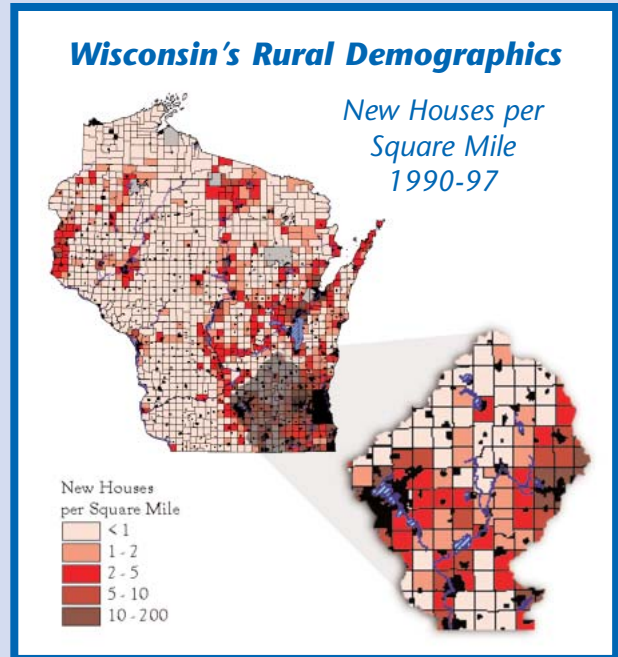 Wisconsin's Rural Demographics
New Houses per
Square Mile
1990-97
New Houses
per Square Mile
< 1
1 - 2
2 - 5
5 - 10
10 - 200